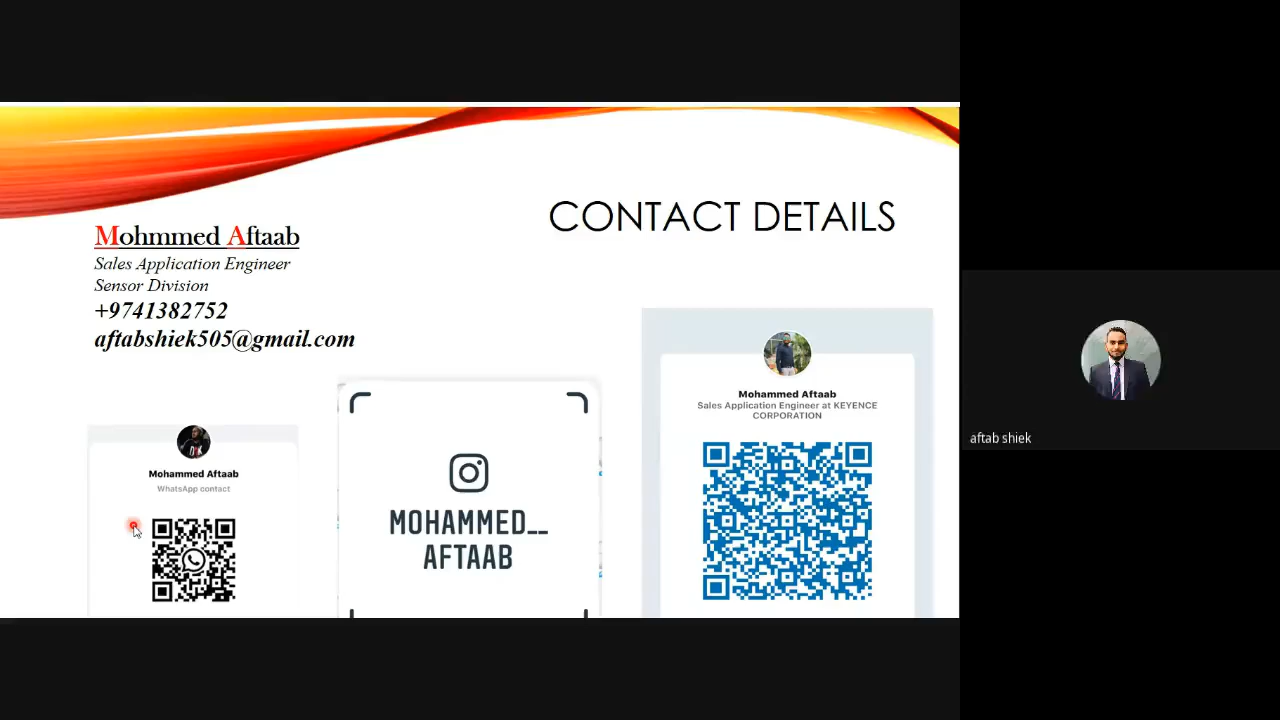 CONTACT DETAILS
Mohmmed Aftaab
Sales Application Engineer
Sensor Division
+9741382752
aftabshiek505@gmail.com
Mohammed Aftaab
WhatsApp contact
MOHAMMED__
AFTAAB
Mohammed Aftaab
Sales Application Engineer at KEYENCE
CORPORATION
aftab shiek